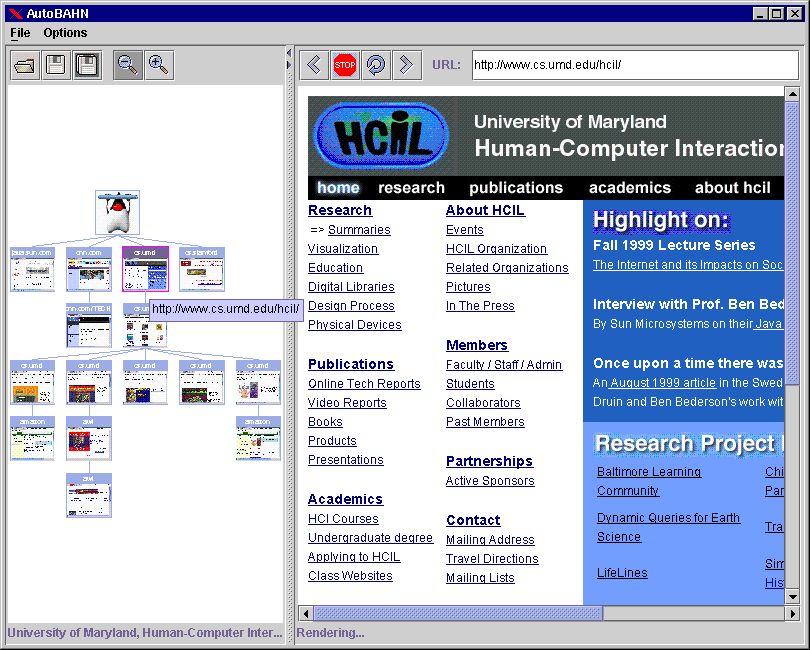 AutoBAHN
File Options
STOP
URL: http://www.cs.umd.edu/hcil/
HCIL
University of Maryland
Human-Computer Interaction
home research publications academics about hcil
java.sun.com cnn.com cs.umd cs.stanford
cnn.com/TECH
http://www.cs.umd.edu/hcil/
cs.umd cs.umd cs.umd cs.umd cs.umd
amazon awl amazon
awl
Research
=> Summaries
Visualization
Education
Digital Libraries
Design Process
Physical Devices
Publications
Online Tech Reports
Video Reports
Books
Products
Presentations
Academics
HCI Courses
Undergraduate degree
Applying to HCIL
Class Websites
About HCIL
Events
HCIL Organization
Related Organizations
Pictures
In The Press
Members
Faculty / Staff / Admin
Students
Collaborators
Past Members
Partnerships
Active Sponsors
Contact
Mailing Address
Travel Directions
Mailing Lists
Highlight on:
Fall 1999 Lecture Series
The Internet and its Impacts on Soc
Interview with Prof. Ben Bed
By Sun Microsystems on their Java
Once upon a time there was
An August 1999 article in the Swed
Druin and Ben Bederson's work wit
Research Project
Baltimore Learning
Community
Dynamic Queries for Earth
Science
LifeLines
Chi
Par
Tra
Sim
His
University of Maryland, Human-Computer Inter...
Rendering...